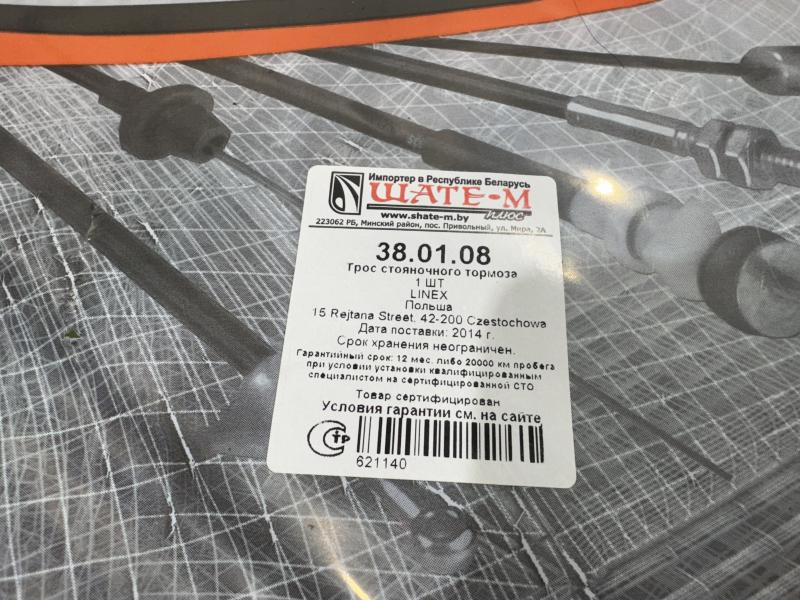 Импортер в Республике Беларусь
ШАТЕ-М
www.shate-m.by
плюс
223062 РБ, Минский район, пос. Привольный, ул. Мира, 2А
38.01.08
Трос стояночного тормоза
1 ШТ
LINEX
Польша
15 Rejtana Street. 42-200 Czestochowa
Дата поставки: 2014 г.
Срок хранения неограничен.
Гарантийный срок: 12 мес. либо 20000 км пробега
при условии установки квалифицированным
специалистом на сертифицированной СТО
Товар сертифицирован
Условия гарантии см. на сайте
621140